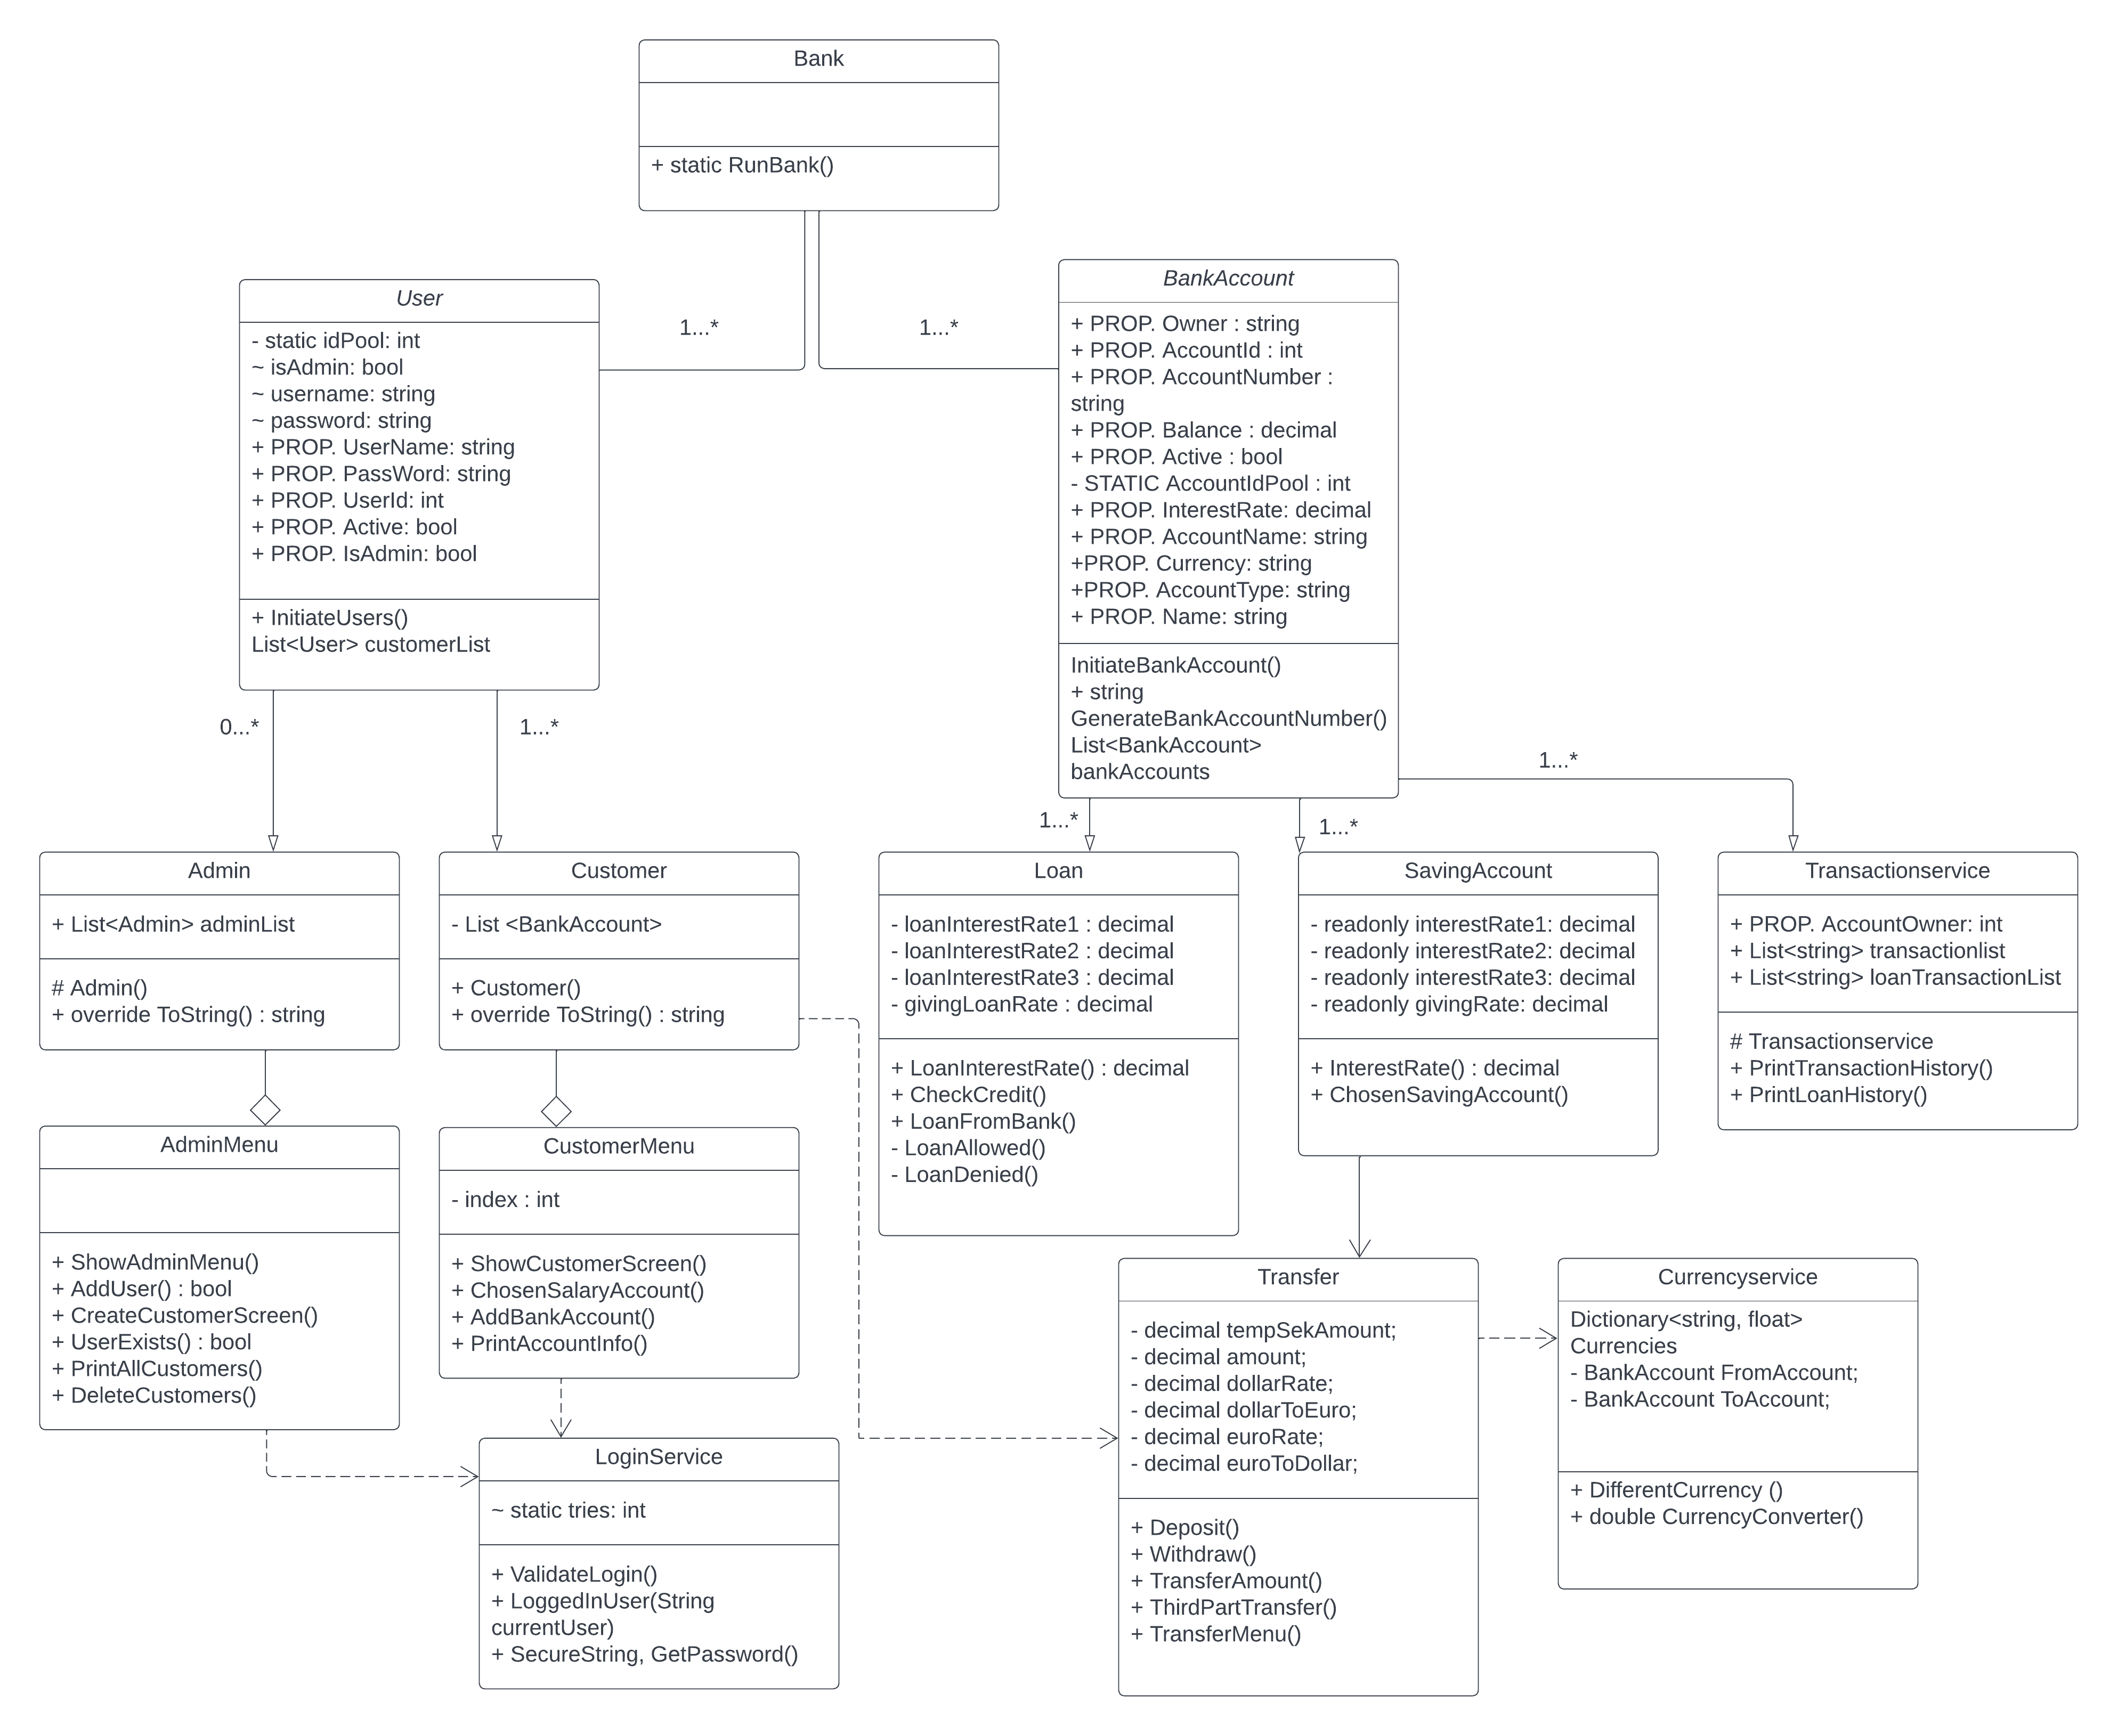 Bank
+ static RunBank()
1...*
1...*
User
- static idPool: int
~ isAdmin: bool
~ username: string
~ password: string
+ PROP. UserName: string
+ PROP. PassWord: string
+ PROP. UserId: int
+ PROP. Active: bool
+ PROP. IsAdmin: bool
+ InitiateUsers()
List<User> customerList
BankAccount
+ PROP. Owner : string
+ PROP. AccountId : int
+ PROP. AccountNumber :
string
+ PROP. Balance : decimal
+ PROP. Active : bool
- STATIC AccountIdPool : int
+ PROP. InterestRate: decimal
+ PROP. AccountName: string
+PROP. Currency: string
+PROP. AccountType: string
+ PROP. Name: string
InitiateBankAccount()
+ string
GenerateBankAccountNumber()
List<BankAccount>
bankAccounts
0...*
1...*
1...*
1...*
1...*
Admin
+ List<Admin> adminList
# Admin()
+ override ToString() : string
Customer
- List <BankAccount>
+ Customer()
+ override ToString() : string
Loan
- loanInterestRate1 : decimal
- loanInterestRate2 : decimal
- loanInterestRate3 : decimal
- givingLoanRate : decimal
+ LoanInterestRate() : decimal
+ CheckCredit()
+ LoanFromBank()
- LoanAllowed()
- LoanDenied()
SavingAccount
- readonly interestRate1: decimal
- readonly interestRate2: decimal
- readonly interestRate3: decimal
- readonly givingRate: decimal
+ InterestRate() : decimal
+ ChosenSavingAccount()
Transactionservice
+ PROP. AccountOwner: int
+ List<string> transactionlist
+ List<string> loanTransactionList
# Transactionservice
+ PrintTransactionHistory()
+ PrintLoanHistory()
AdminMenu
+ ShowAdminMenu()
+ AddUser() : bool
+ CreateCustomerScreen()
+ UserExists() : bool
+ PrintAllCustomers()
+ DeleteCustomers()
CustomerMenu
- index : int
+ ShowCustomerScreen()
+ ChosenSalaryAccount()
+ AddBankAccount()
+ PrintAccountInfo()
LoginService
~ static tries: int
+ ValidateLogin()
+ LoggedInUser(String
currentUser)
+ SecureString, GetPassword()
Transfer
- decimal tempSekAmount;
- decimal amount;
- decimal dollarRate;
- decimal dollarToEuro;
- decimal euroRate;
- decimal euroToDollar;
+ Deposit()
+ Withdraw()
+ TransferAmount()
+ ThirdPartTransfer()
+ TransferMenu()
Currencyservice
Dictionary<string, float>
Currencies
- BankAccount FromAccount;
- BankAccount ToAccount;
+ DifferentCurrency ()
+ double CurrencyConverter()